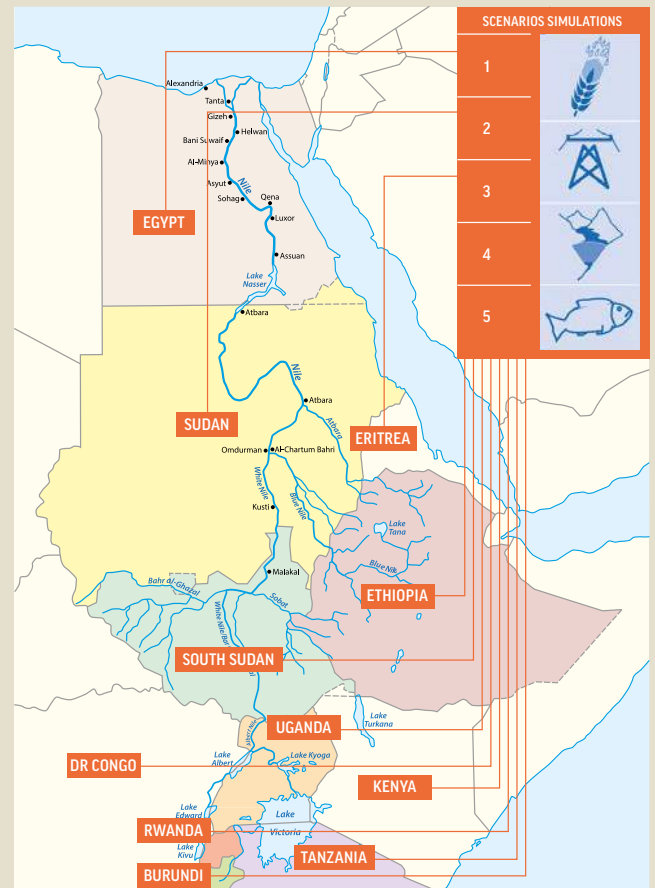 SCENARIOS SIMULATIONS
1
2
3
4
5
Alexandria
Tanta
Gizeh
Helwan
Bani Suwaif
Al-Minya
Asyut
Nile
Sohag
Qena
Luxor
EGYPT
Assuan
Lake
Nasser
Atbara
Nile
Atbara
SUDAN
Atbara
ERITREA
Omdurman
Al-Chartum Bahri
White Nile
Blue Nile
Kusti
Lake
Tana
Malakal
Blue Nile
Bahr al-Ghazal
Sobat
ETHIOPIA
White Nile/Bar
SOUTH SUDAN
Lake
Turkana
UGANDA
Albert Nile
Lake
Albert
Lake Kyoga
DR CONGO
KENYA
Lake
Edward
Lake
Victoria
RWANDA
Lake
Kivu
TANZANIA
BURUNDI